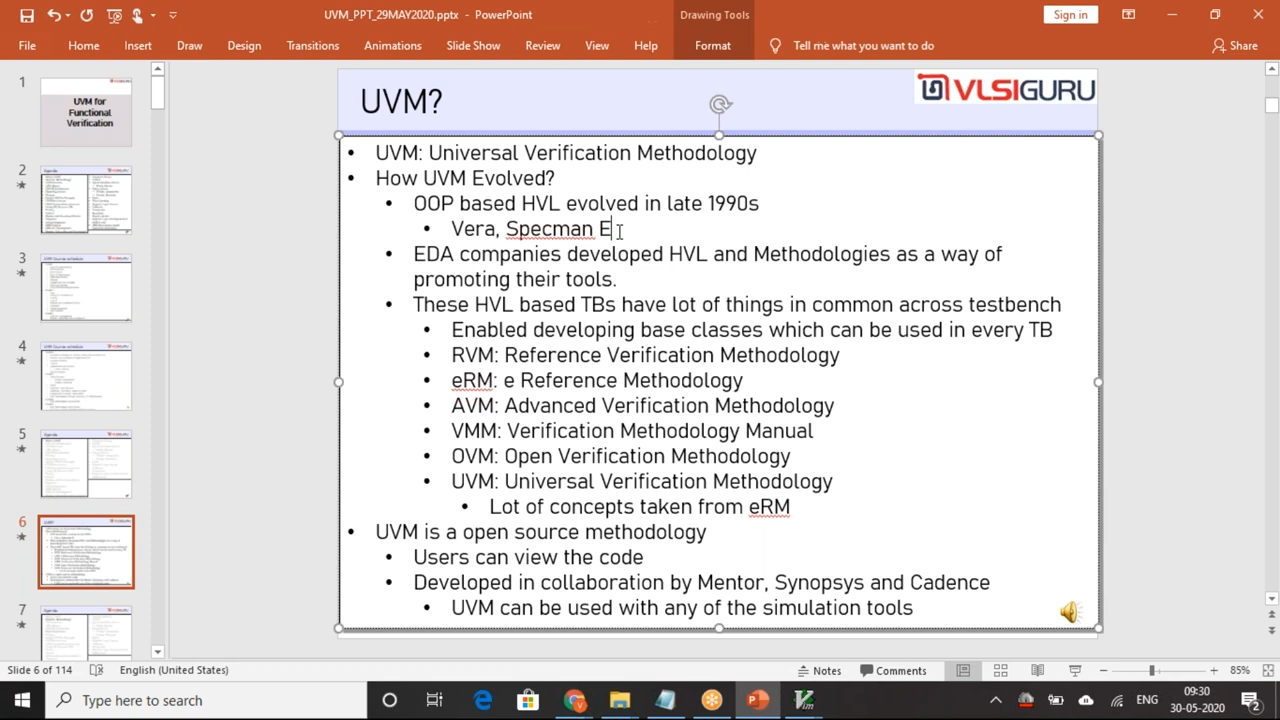 UVM_PPT_29MAY2020.pptx - PowerPoint
Drawing Tools
Sign in
File Home Insert Draw Design Transitions Animations Slide Show Review View Help Format Tell me what you want to do Share
1
UVM for
Functional
Verification
2
3
4
5
6
7
UVM?
VLSIGURU
• UVM: Universal Verification Methodology
• How UVM Evolved?
• OOP based HVL evolved in late 1990s
• Vera, Specman E
• EDA companies developed HVL and Methodologies as a way of
promoting their tools.
• These HVL based TBs have lot of things in common across testbench
• Enabled developing base classes which can be used in every TB
• RVM: Reference Verification Methodology
• eRM: e Reference Methodology
• AVM: Advanced Verification Methodology
• VMM: Verification Methodology Manual
• OVM: Open Verification Methodology
• UVM: Universal Verification Methodology
• Lot of concepts taken from eRM
• UVM is a open source methodology
• Users can view the code
• Developed in collaboration by Mentor, Synopsys and Cadence
• UVM can be used with any of the simulation tools
Slide 6 of 114 English (United States) Notes Comments 85%
Type here to search
ENG
09:30
30-05-2020
2